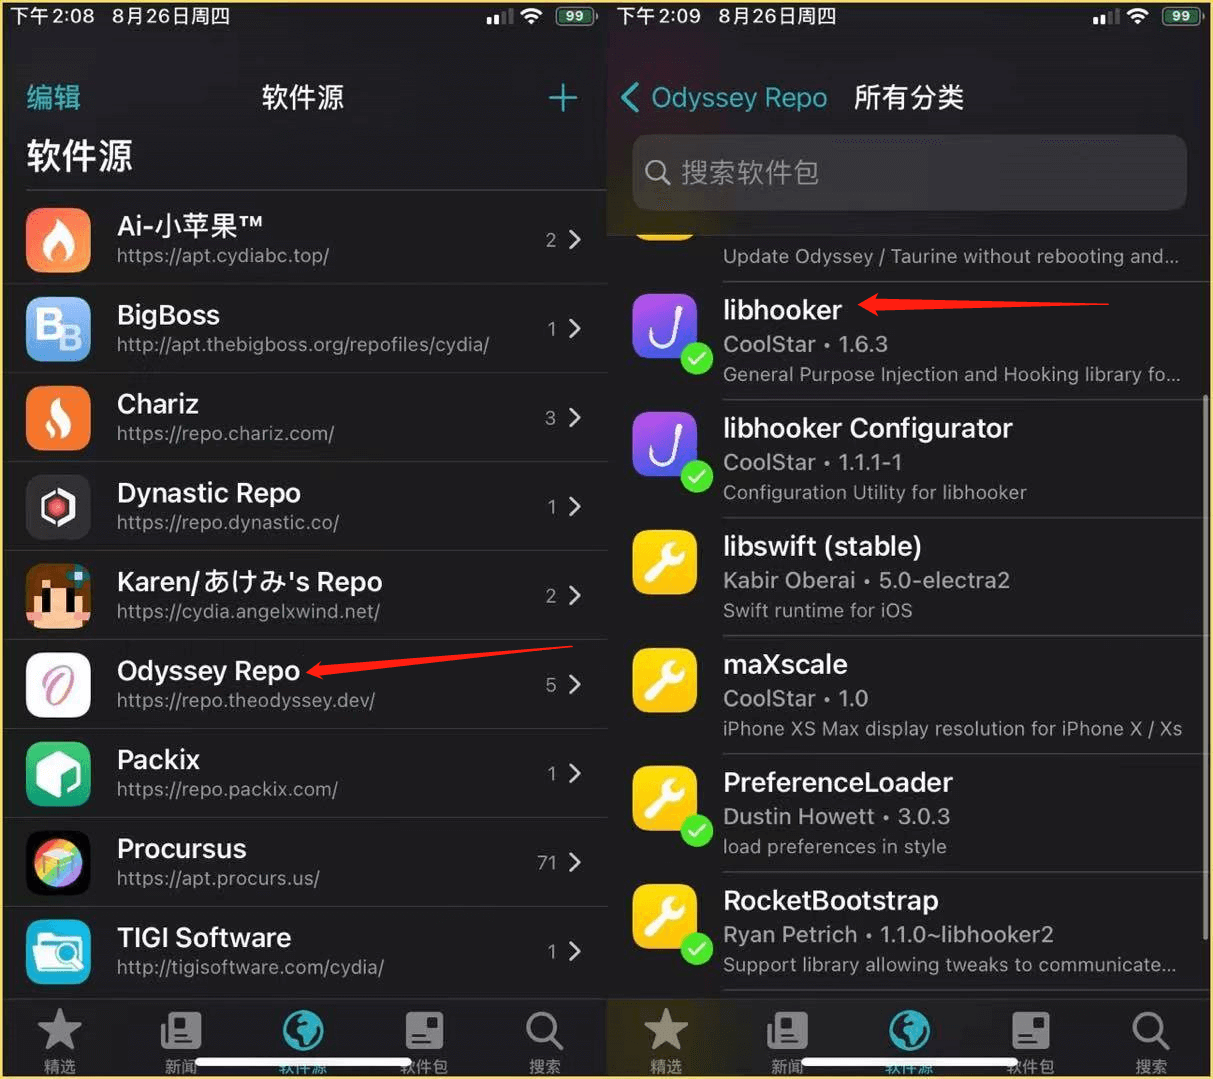 下午2:08 8月26日周四
99
编辑
软件源
+
软件源
Ai-小苹果™
https://apt.cydiabc.top/
2
BigBoss
http://apt.thebigboss.org/repofiles/cydia/
1
Chariz
https://repo.chariz.com/
3
Dynastic Repo
https://repo.dynastic.co/
1
Karen/あけみ's Repo
https://cydia.angelxwind.net/
2
Odyssey Repo
https://repo.theodyssey.dev/
5
Packix
https://repo.packix.com/
1
Procursus
https://apt.procurs.us/
71
TIGI Software
http://tigisoftware.com/cydia/
1
精选
新闻
软件源
软件包
搜索
下午2:09 8月26日周四
99
Odyssey Repo 所有分类
搜索软件包
Update Odyssey / Taurine without rebooting and...
libhooker
CoolStar • 1.6.3
General Purpose Injection and Hooking library fo...
libhooker Configurator
CoolStar • 1.1.1-1
Configuration Utility for libhooker
libswift (stable)
Kabir Oberai • 5.0-electra2
Swift runtime for iOS
maXscale
CoolStar • 1.0
iPhone XS Max display resolution for iPhone X / Xs
PreferenceLoader
Dustin Howett • 3.0.3
load preferences in style
RocketBootstrap
Ryan Petrich • 1.1.0~libhooker2
Support library allowing tweaks to communicate...
精选
新闻
软件源
软件包
搜索